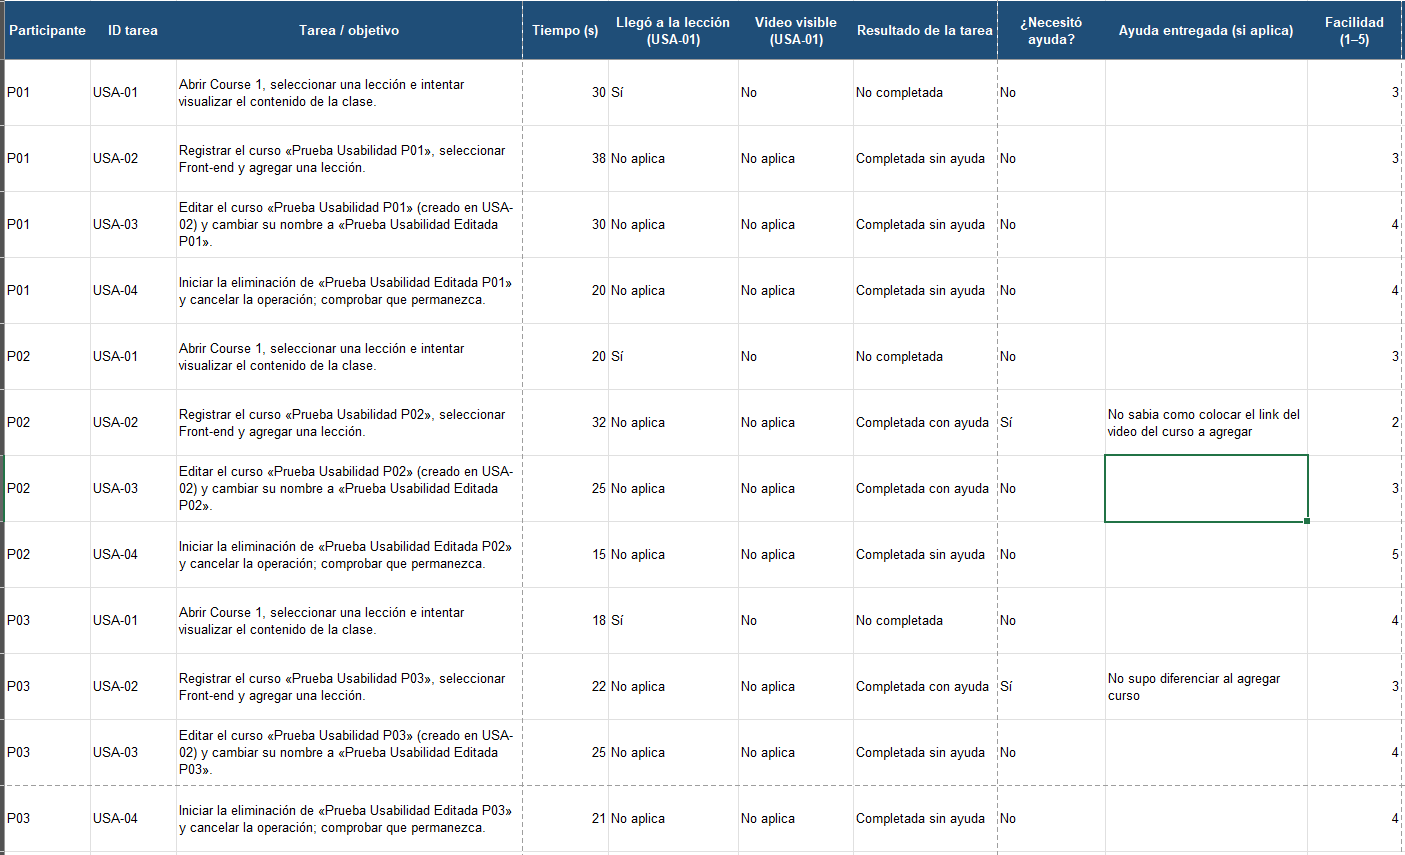 Participante
ID tarea
Tarea / objetivo
Tiempo (s)
Llegó a la lección
(USA-01)
Video visible
(USA-01)
Resultado de la tarea
¿Necesitó
ayuda?
Ayuda entregada (si aplica)
Facilidad
(1–5)
P01
USA-01
Abrir Course 1, seleccionar una lección e intentar
visualizar el contenido de la clase.
30
Sí
No
No completada
No
3
P01
USA-02
Registrar el curso «Prueba Usabilidad P01», seleccionar
Front-end y agregar una lección.
38
No aplica
No aplica
Completada sin ayuda
No
3
P01
USA-03
Editar el curso «Prueba Usabilidad P01» (creado en USA-
02) y cambiar su nombre a «Prueba Usabilidad Editada
P01».
30
No aplica
No aplica
Completada sin ayuda
No
4
P01
USA-04
Iniciar la eliminación de «Prueba Usabilidad Editada P01»
y cancelar la operación; comprobar que permanezca.
20
No aplica
No aplica
Completada sin ayuda
No
4
P02
USA-01
Abrir Course 1, seleccionar una lección e intentar
visualizar el contenido de la clase.
20
Sí
No
No completada
No
3
P02
USA-02
Registrar el curso «Prueba Usabilidad P02», seleccionar
Front-end y agregar una lección.
32
No aplica
No aplica
Completada con ayuda
Sí
No sabia como colocar el link del
video del curso a agregar
2
P02
USA-03
Editar el curso «Prueba Usabilidad P02» (creado en USA-
02) y cambiar su nombre a «Prueba Usabilidad Editada
P02».
25
No aplica
No aplica
Completada con ayuda
No
3
P02
USA-04
Iniciar la eliminación de «Prueba Usabilidad Editada P02»
y cancelar la operación; comprobar que permanezca.
15
No aplica
No aplica
Completada sin ayuda
No
5
P03
USA-01
Abrir Course 1, seleccionar una lección e intentar
visualizar el contenido de la clase.
18
Sí
No
No completada
No
4
P03
USA-02
Registrar el curso «Prueba Usabilidad P03», seleccionar
Front-end y agregar una lección.
22
No aplica
No aplica
Completada con ayuda
Sí
No supo diferenciar al agregar
curso
3
P03
USA-03
Editar el curso «Prueba Usabilidad P03» (creado en USA-
02) y cambiar su nombre a «Prueba Usabilidad Editada
P03».
25
No aplica
No aplica
Completada sin ayuda
No
4
P03
USA-04
Iniciar la eliminación de «Prueba Usabilidad Editada P03»
y cancelar la operación; comprobar que permanezca.
21
No aplica
No aplica
Completada sin ayuda
No
4